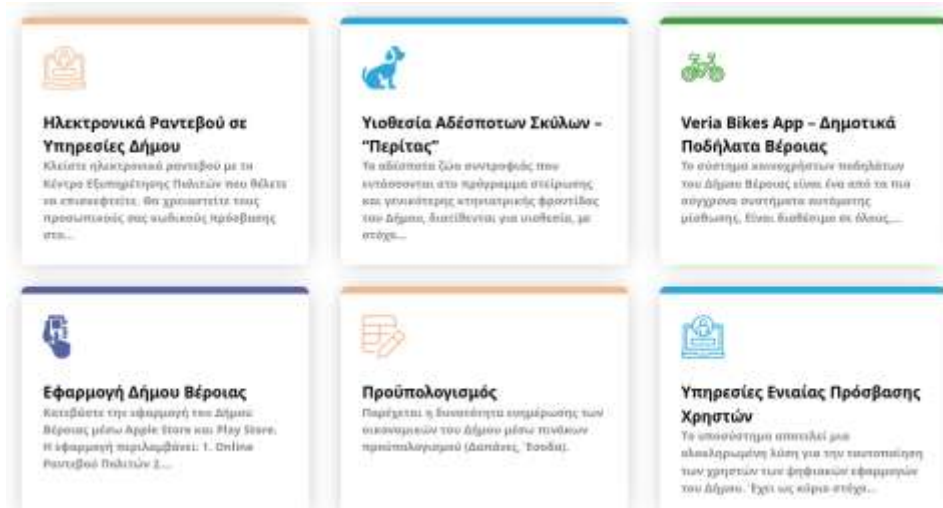 Ηλεκτρονικά Ραντεβού σε
Υπηρεσίες Δήμου
Κλείστε ηλεκτρονικά ραντεβού με το
Κέντρο Εξυπηρέτησης Πολιτών που θέλετε
να επισκεφτείτε. Θα χρειαστείτε τους
προσωπικούς σας κωδικούς πρόσβασης
στο...
Υιοθεσία Αδέσποτων Σκύλων –
“Περίτας”
Τα αδέσποτα ζώα συντροφιάς που
εντάσσονται στο πρόγραμμα στείρωσης
και γενικότερης κτηνιατρικής φροντίδας
του Δήμου, διατίθενται για υιοθεσία, με
στόχο...
Veria Bikes App – Δημοτικά
Ποδήλατα Βέροιας
Το σύστημα κοινοχρήστων ποδηλάτων
του Δήμου Βέροιας είναι ένα από τα πιο
σύγχρονα συστήματα αυτόματης
μίσθωσης. Είναι διαθέσιμο σε όλους,...
Εφαρμογή Δήμου Βέροιας
Κατεβάστε την εφαρμογή του Δήμου
Βέροιας μέσω Apple Store και Play Store.
Η εφαρμογή περιλαμβάνει: 1. Online
Ραντεβού Πολιτών 2....
Προϋπολογισμός
Παρέχεται η δυνατότητα ενημέρωσης των
οικονομικών του Δήμου μέσω πινάκων
προϋπολογισμού (Δαπάνες, Έσοδα).
Υπηρεσίες Ενιαίας Πρόσβασης
Χρηστών
Το υποσύστημα αποτελεί μια
ολοκληρωμένη λύση για την ταυτοποίηση
των χρηστών των ψηφιακών εφαρμογών
του Δήμου. Έχει ως κύριο στόχο...